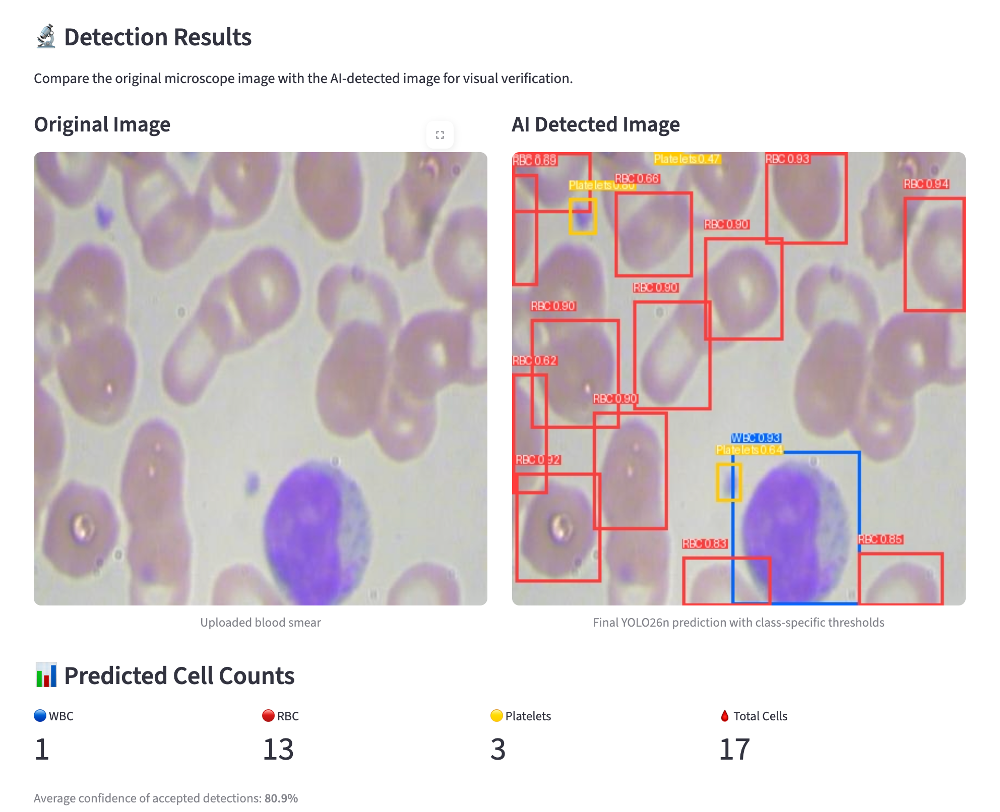 Detection Results
Compare the original microscope image with the AI-detected image for visual verification.
Original Image
AI Detected Image
RBC 0.69
Platelets 0.47
RBC 0.93
Platelets 0.80
RBC 0.66
RBC 0.94
RBC 0.90
RBC 0.90
RBC 0.90
RBC 0.62
RBC 0.90
WBC 0.93
Platelets 0.64
RBC 0.92
RBC 0.83
RBC 0.85
Uploaded blood smear
Final YOLO26n prediction with class-specific thresholds
Predicted Cell Counts
WBC
RBC
Platelets
Total Cells
1
13
3
17
Average confidence of accepted detections: 80.9%